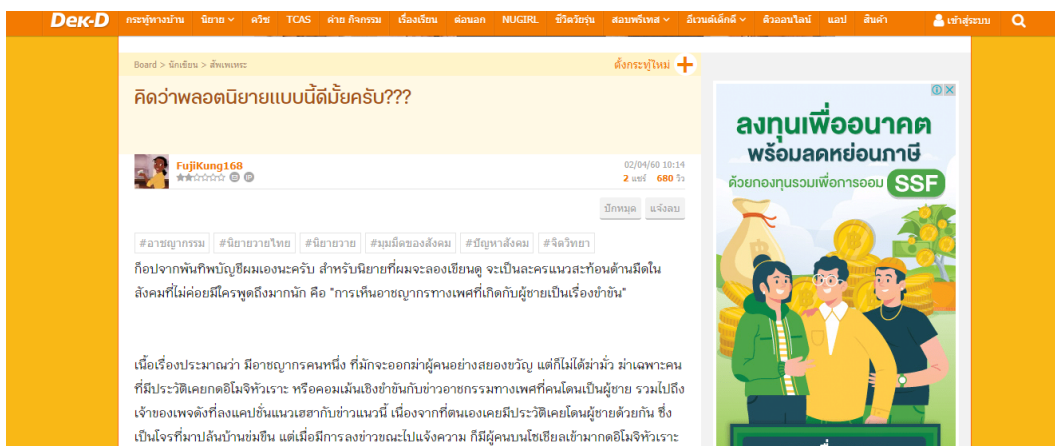 Dek-D กระทู้ทางบ้าน นิยาย ควิซ TCAS ค่าย กิจกรรม เรื่องเรียน ต่อนอก NUGIRL ชีวิตวัยรุ่น สอบพรีเทส อีเวนต์เด็กดี ติวออนไลน์ แอป สินค้า เข้าสู่ระบบ
Board > นักเขียน > สัพเพเหระ ตั้งกระทู้ใหม่
คิดว่าพลอตนิยายแบบนี้ดีมั้ยครับ???
FujiKung168 02/04/60 10:14
2 แชร์ 680 วิว
ปักหมุด แจ้งลบ
#อาชญากรรม #นิยายวายไทย #นิยายวาย #มุมมืดของสังคม #ปัญหาสังคม #จิตวิทยา
ก็อปจากพันทิพบัญชีผมเองนะครับ สำหรับนิยายที่ผมจะลองเขียนดู จะเป็นละครแนวสะท้อนด้านมืดใน
สังคมที่ไม่ค่อยมีใครพูดถึงมากนัก คือ "การเห็นอาชญากรทางเพศที่เกิดกับผู้ชายเป็นเรื่องขำขัน"
เนื้อเรื่องประมาณว่า มีอาชญากรคนหนึ่ง ที่มักจะออกฆ่าผู้คนอย่างสยองขวัญ แต่ก็ไม่ได้ฆ่ามั่ว ฆ่าเฉพาะคน
ที่มีประวัติเคยกดอิโมจิหัวเราะ หรือคอมเม้นเชิงขำขันกับข่าวอาชกรรมทางเพศที่คนโดนเป็นผู้ชาย รวมไปถึง
เจ้าของเพจดังที่ลงแคปชั่นแนวเฮฮากับข่าวแนวนี้ เนื่องจากที่ตนเองเคยมีประวัติเคยโดนผู้ชายด้วยกัน ซึ่ง
เป็นโจรที่มาปล้นบ้านข่มขืน แต่เมื่อมีการลงข่าวขณะไปแจ้งความ ก็มีผู้คนบนโซเชียลเข้ามากดอิโมจิหัวเราะ
ลงทุนเพื่ออนาคต
พร้อมลดหย่อนภาษี
ด้วยกองทุนรวมเพื่อการออม SSF